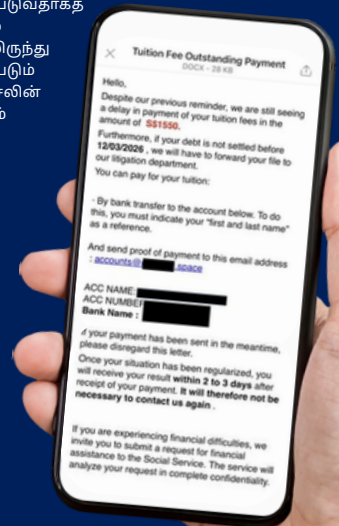 படுவதாகத்
ிருந்து
படும்
சலின்
ம்
Tuition Fee Outstanding Payment
DOCX - 28 KB
Hello,
Despite our previous reminder, we are still seeing
a delay in payment of your tuition fees in the
amount of S$1550.
Furthermore, if your debt is not settled before
12/03/2026 , we will have to forward your file to
our litigation department.
You can pay for your tuition:
- By bank transfer to the account below. To do
this, you must indicate your "first and last name"
as a reference.
And send proof of payment to this email address
: accounts@ .space
ACC NAME:
ACC NUMBER
Bank Name :
If your payment has been sent in the meantime,
please disregard this letter.
Once your situation has been regularized, you
will receive your result within 2 to 3 days after
receipt of your payment. It will therefore not be
necessary to contact us again .
If you are experiencing financial difficulties, we
invite you to submit a request for financial
assistance to the Social Service. The service will
analyze your request in complete confidentiality.